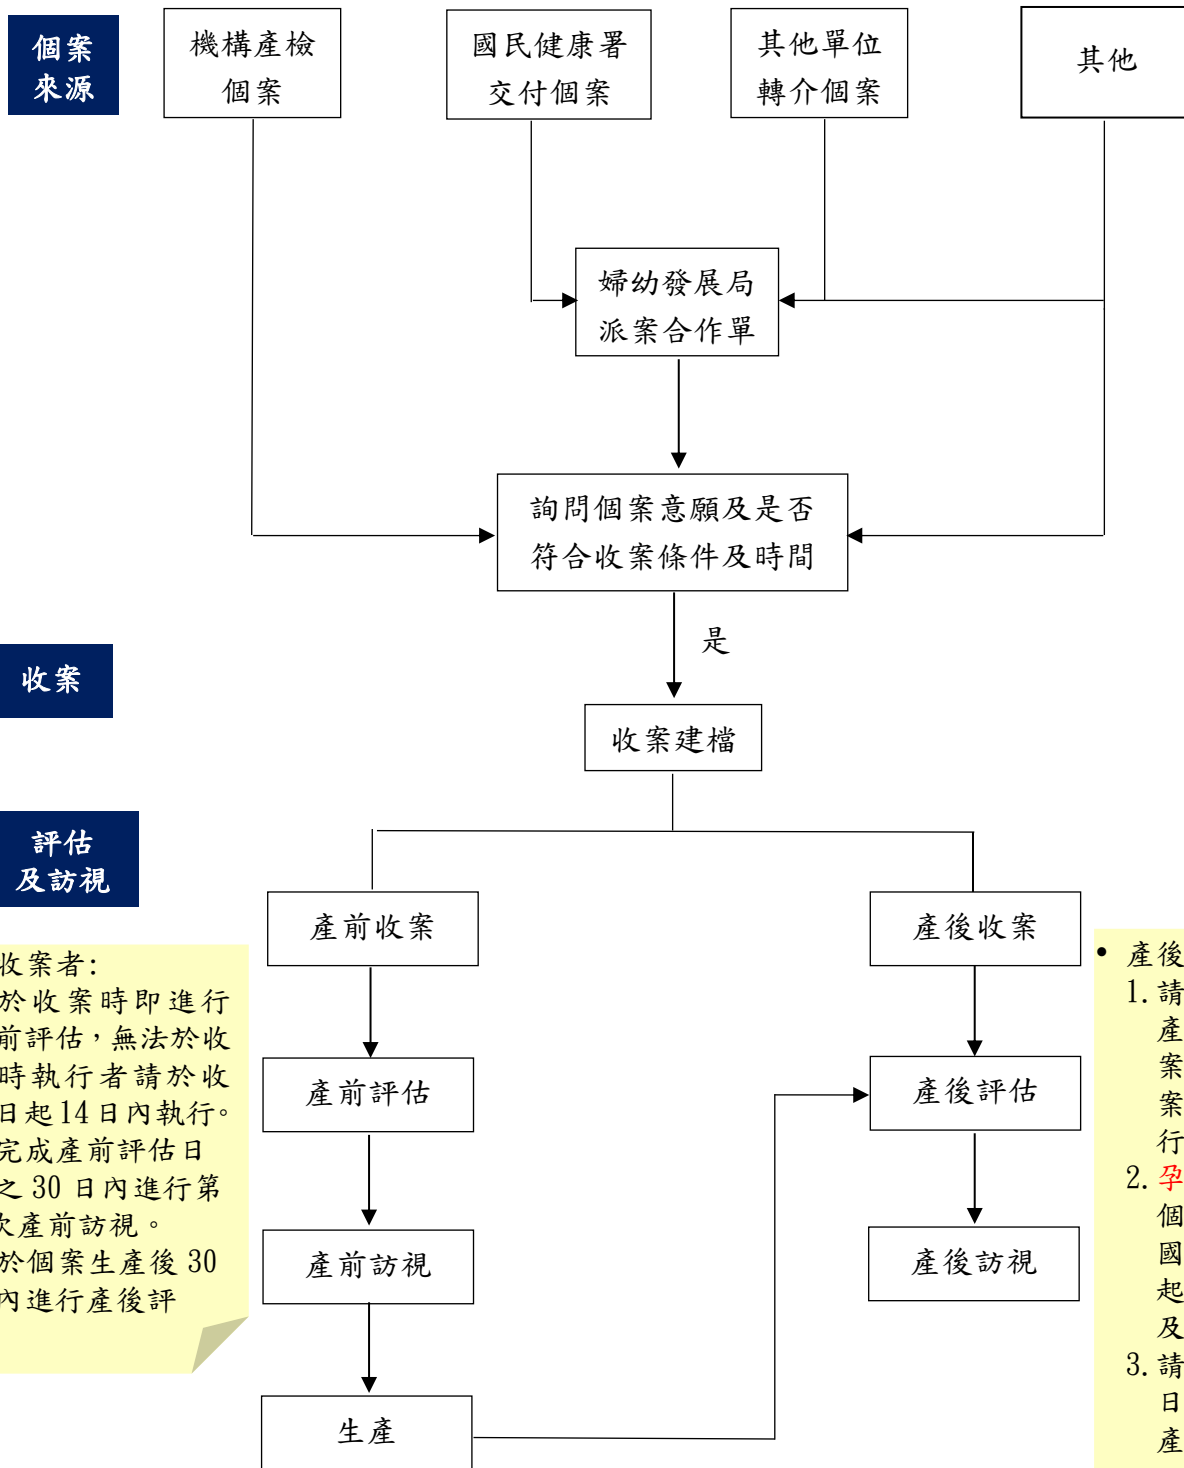 個案
來源
機構產檢
個案
國民健康署
交付個案
其他單位
轉介個案
其他
婦幼發展局
派案合作單
詢問個案意願及是否
符合收案條件及時間
是
收案
收案建檔
評估
及訪視
產前收案
產後收案
收案者:
於收案時即進行
前評估，無法於收
時執行者請於收
日起14日內執行。
完成產前評估日
之 30 日內進行第
次產前訪視。
於個案生產後 30
內進行產後評
產前評估
產前訪視
生產
產後評估
產後訪視
• 產後
1. 請
產
案
案
行
2. 孕
個
國
起
及
3. 請
日
產